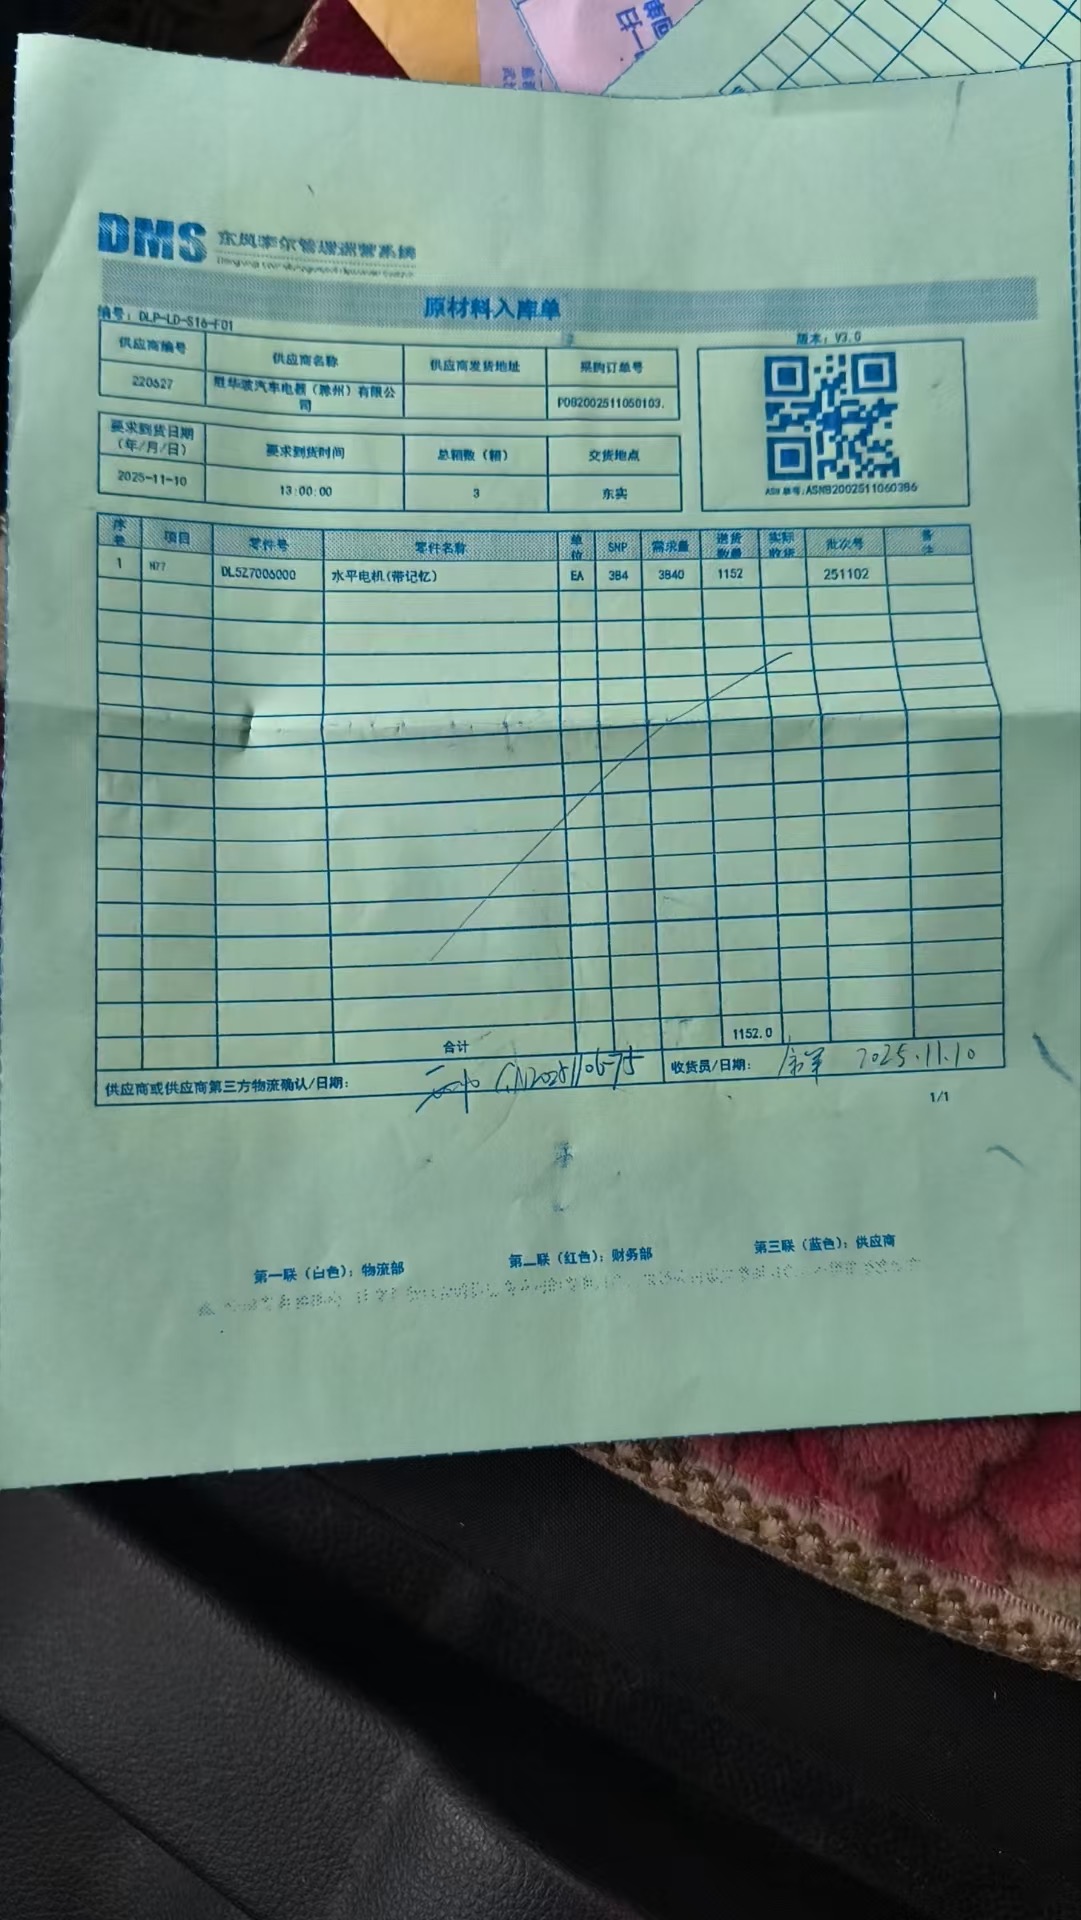 DMS 东风李尔管理运营系统
原材料入库单
编号：DLP-LD-S16-F01
版本：V3.0
供应商编号 供应商名称 供应商发货地址 采购订单号
220627 胜华波汽车电器（滁州）有限公司 POB2002511050103.
要求到货日期（年/月/日） 要求到货时间 总箱数（箱） 交货地点
2025-11-10 13:00:00 3 东实
ASN单号:ASNB2002511060386
序号 项目 零件号 零件名称 单位 SNP 需求量 送货数量 实际收货 批次号 备注
1 N77 DL5Z7006000 水平电机(带记忆) EA 384 3840 1152 251102
合计 1152.0
供应商或供应商第三方物流确认/日期：
收货员/日期： 2025.11.10
1/1
第一联（白色）：物流部 第二联（红色）：财务部 第三联（蓝色）：供应商